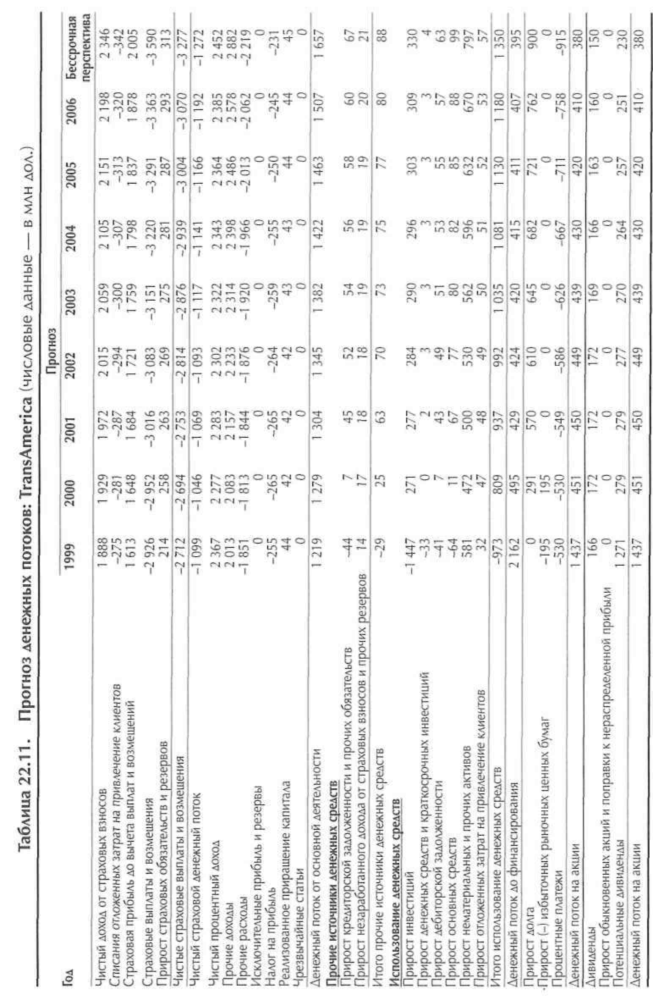 Таблица 22.11. Прогноз денежных потоков: TransAmerica (числовые данные — в млн дол.)
Прогноз
Год 1999 2000 2001 2002 2003 2004 2005 2006 Бессрочная
перспектива
Чистый доход от страховых взносов 1 888 1 929 1 972 2 015 2 059 2 105 2 151 2 198 2 346
Списания отложенных затрат на привлечение клиентов –275 –281 –287 –294 –300 –307 –313 –320 –342
Страховая прибыль до вычета выплат и возмещений 1 613 1 648 1 684 1 721 1 759 1 798 1 837 1 878 2 005
Страховые выплаты и возмещения –2 926 –2 952 –3 016 –3 083 –3 151 –3 220 –3 291 –3 363 –3 590
Прирост страховых обязательств и резервов 214 258 263 269 275 281 287 293 313
Чистые страховые выплаты и возмещения –2 712 –2 694 –2 753 –2 814 –2 876 –2 939 –3 004 –3 070 –3 277
Чистый страховой денежный поток –1 099 –1 046 –1 069 –1 093 –1 117 –1 141 –1 166 –1 192 –1 272
Чистый процентный доход 2 367 2 277 2 283 2 302 2 322 2 343 2 364 2 385 2 452
Прочие доходы 2 013 2 083 2 157 2 233 2 314 2 398 2 486 2 578 2 882
Прочие расходы –1 851 –1 813 –1 844 –1 876 –1 920 –1 966 –2 013 –2 062 –2 219
Исключительные прибыль и резервы 0 0 0 0 0 0 0 0 0
Налог на прибыль –255 –265 –265 –264 –259 –255 –250 –245 –231
Реализованное приращение капитала 44 42 42 42 43 43 44 44 45
Чрезвычайные статьи 0 0 0 0 0 0 0 0 0
Денежный поток от основной деятельности 1 219 1 279 1 304 1 345 1 382 1 422 1 463 1 507 1 657
Прочие источники денежных средств
Прирост кредиторской задолженности и прочих обязательств –44 7 45 52 54 56 58 60 67
Прирост незаработанного дохода от страховых взносов и прочих резервов 14 17 18 18 19 19 19 20 21
Итого прочие источники денежных средств –29 25 63 70 73 75 77 80 88
Использование денежных средств
Прирост инвестиций –1 447 271 277 284 290 296 303 309 330
Прирост денежных средств и краткосрочных инвестиций –33 0 2 3 3 3 3 3 4
Прирост дебиторской задолженности –41 7 43 49 51 53 55 57 63
Прирост основных средств –64 11 67 77 80 82 85 88 99
Прирост нематериальных и прочих активов 581 472 500 530 562 596 632 670 797
Прирост отложенных затрат на привлечение клиентов 32 47 48 49 50 51 52 53 57
Итого использование денежных средств –973 809 937 992 1 035 1 081 1 130 1 180 1 350
Денежный поток до финансирования 2 162 495 429 424 420 415 411 407 395
Прирост долга 0 291 570 610 645 682 721 762 900
Прирост (–) избыточных рыночных ценных бумаг –195 195 0 0 0 0 0 0 0
Процентные платежи –530 –530 –549 –586 –626 –667 –711 –758 –915
Денежный поток на акции 1 437 451 450 449 439 430 420 410 380
Дивиденды 166 172 172 172 169 166 163 160 150
Прирост обыкновенных акций и поправки к нераспределенной прибыли 0 0 0 0 0 0 0 0 0
Потенциальные дивиденды 1 271 279 279 277 270 264 257 251 230
Денежный поток на акции 1 437 451 450 449 439 430 420 410 380